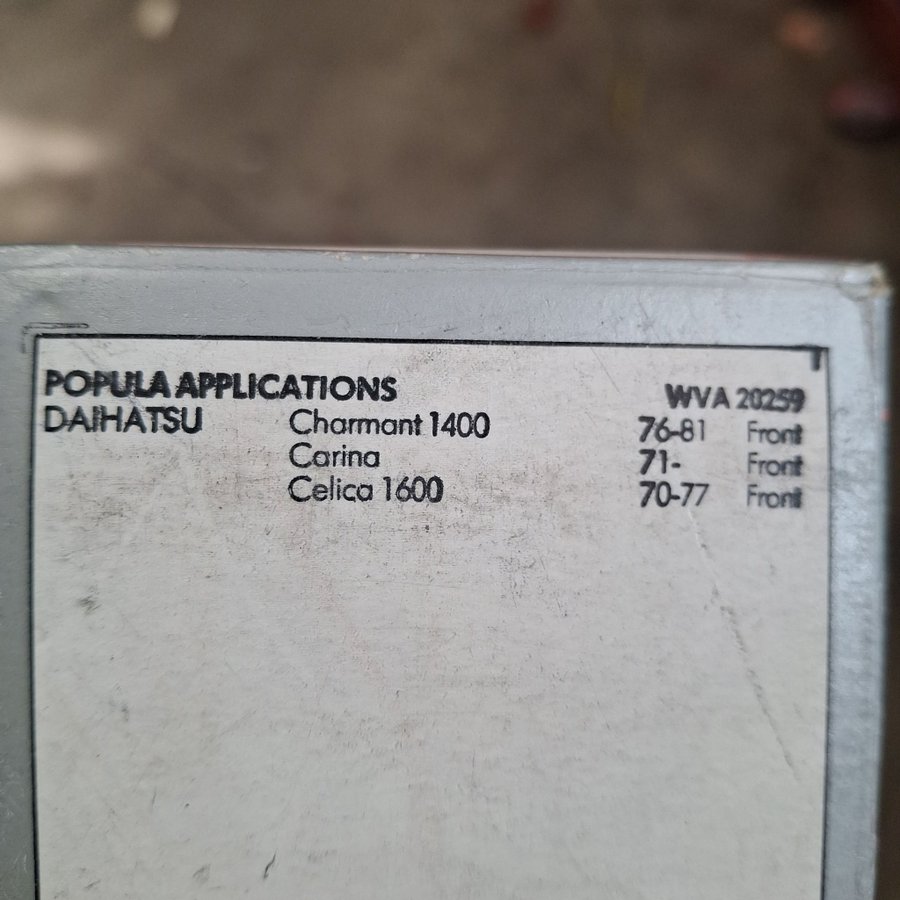 POPULA APPLICATIONS WVA 20259
DAIHATSU Charmant 1400 76-81 Front
Carina 71- Front
Celica 1600 70-77 Front